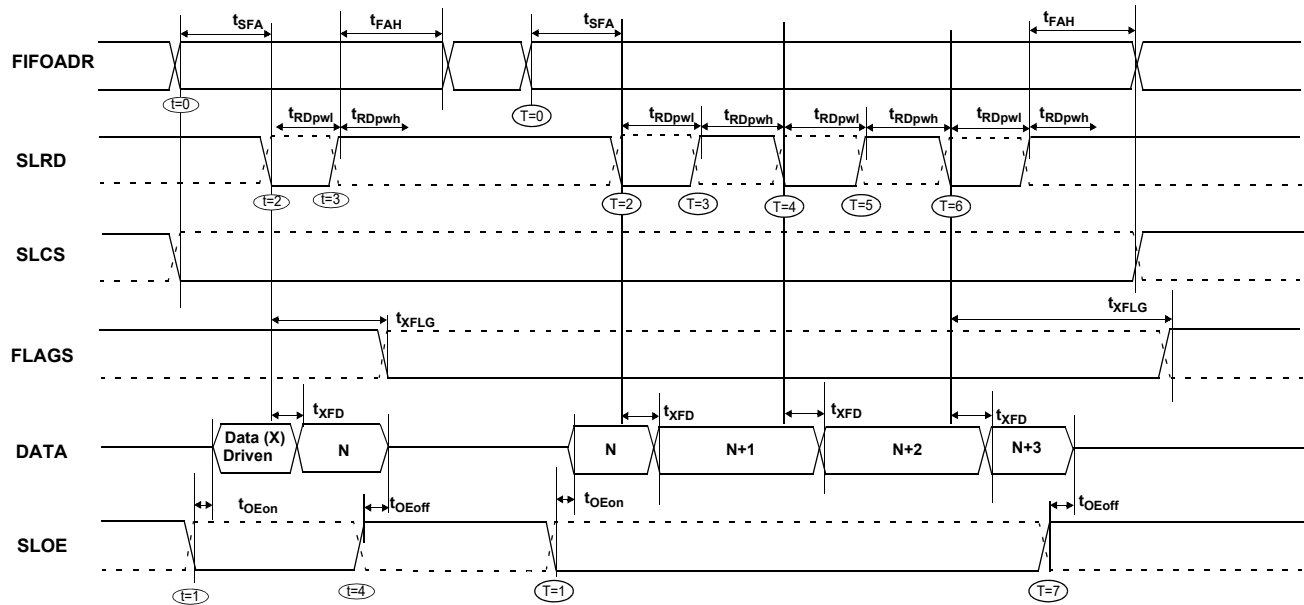 tSFA tFAH tSFA tFAH
FIFOADR
t=0 T=0
tRDpwl tRDpwh tRDpwl tRDpwh tRDpwl tRDpwh tRDpwl tRDpwh
SLRD
t=2 t=3 T=2 T=3 T=4 T=5 T=6
SLCS
tXFLG tXFLG
FLAGS
tXFD tXFD tXFD tXFD
DATA
Data (X)
Driven
N N N+1 N+2 N+3
tOEon tOEoff tOEon tOEoff
SLOE
t=1 t=4 T=1 T=7